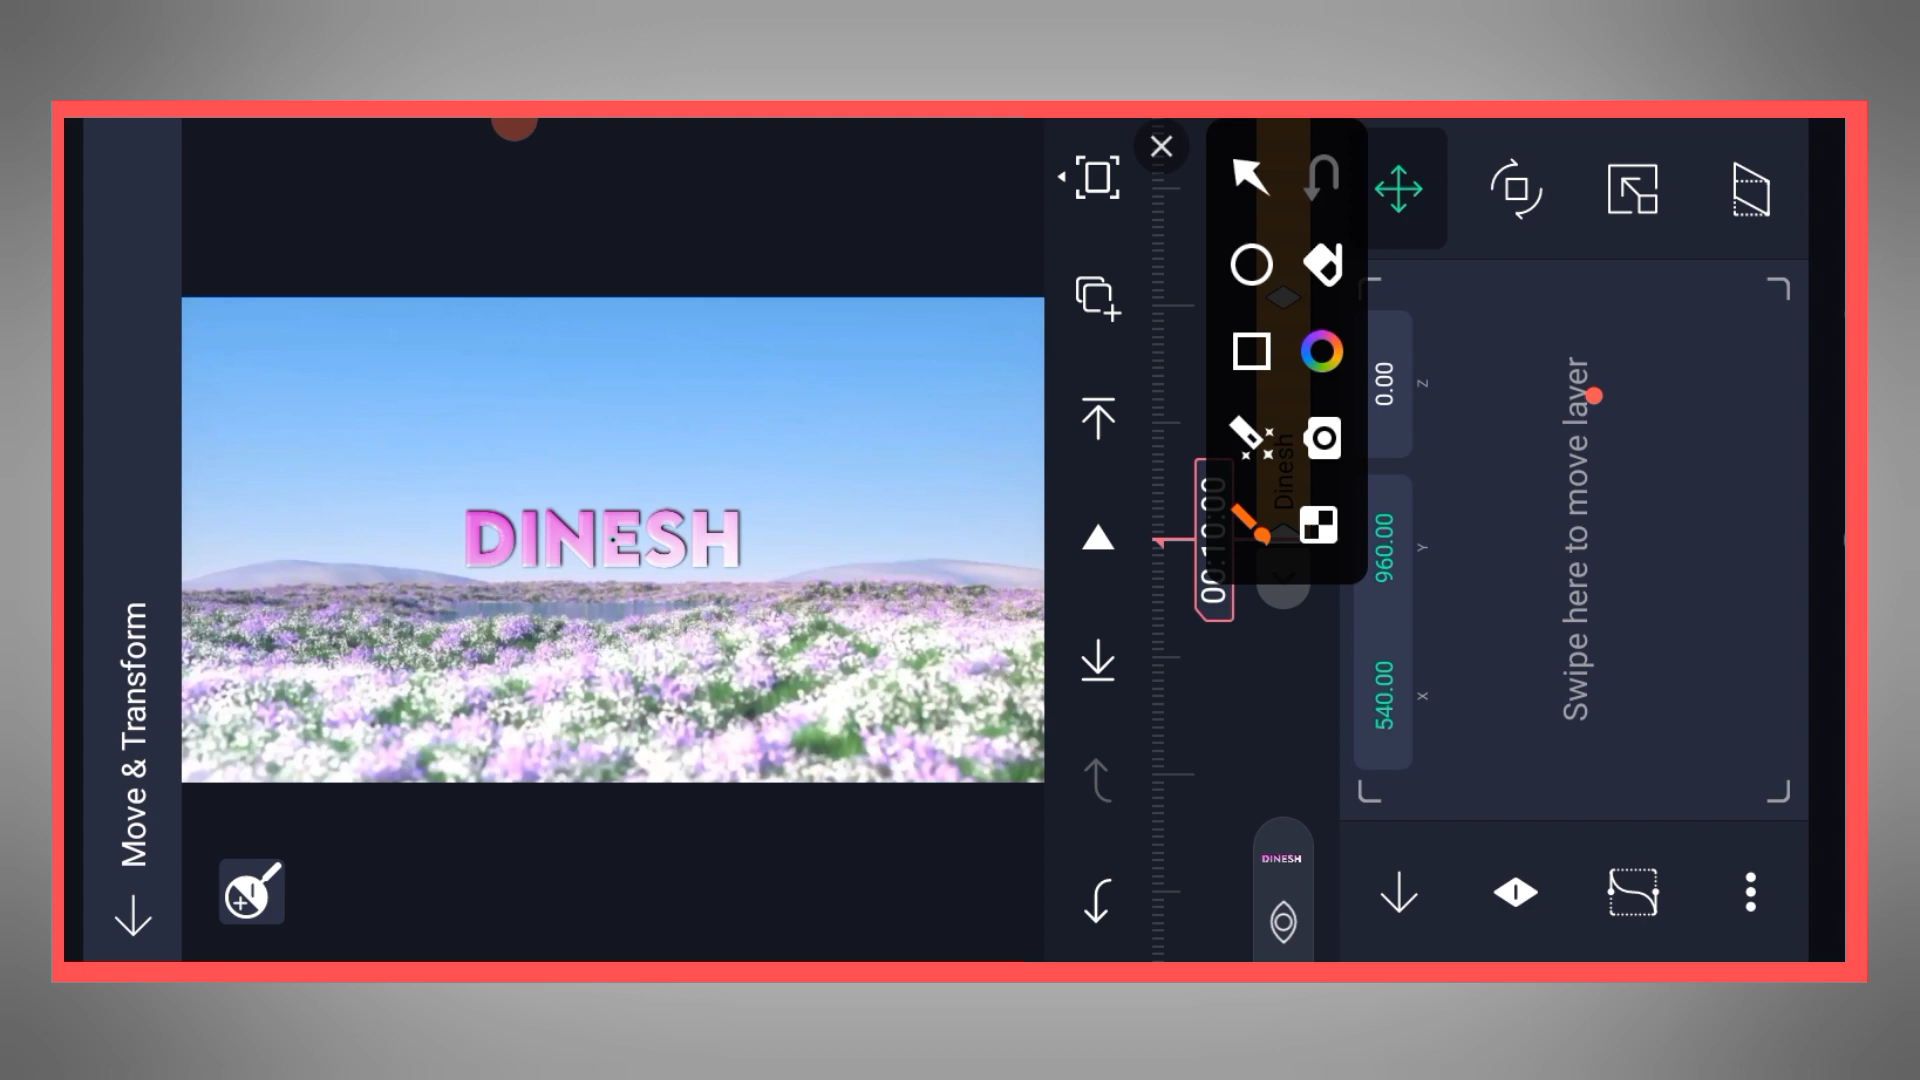 Move & Transform
DINESH
00:10:00
Dinesh
DINESH
540.00
X
960.00
Y
0.00
Z
Swipe here to move layer